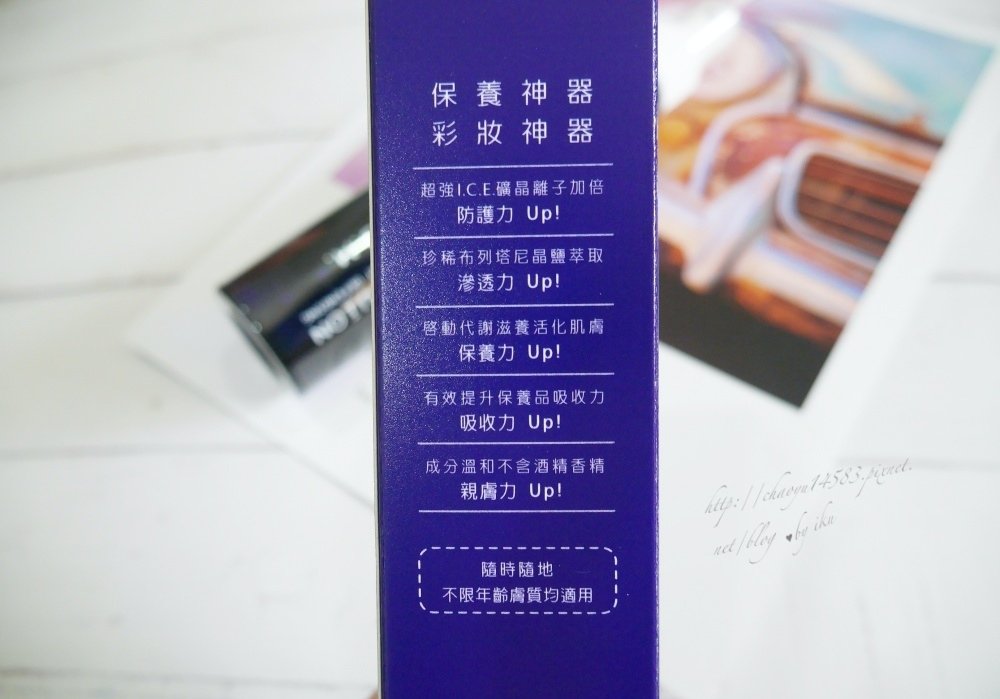 保養神器
彩妝神器
超強I.C.E.礦晶離子加倍
防護力 Up!
珍稀布列塔尼晶鹽萃取
滲透力 Up!
啓動代謝滋養活化肌膚
保養力 Up!
有效提升保養品吸收力
吸收力 Up!
成分溫和不含酒精香精
親膚力 Up!
隨時隨地
不限年齡膚質均適用
http://chaoyu14583.pixnet.
net/blog ♥by iku